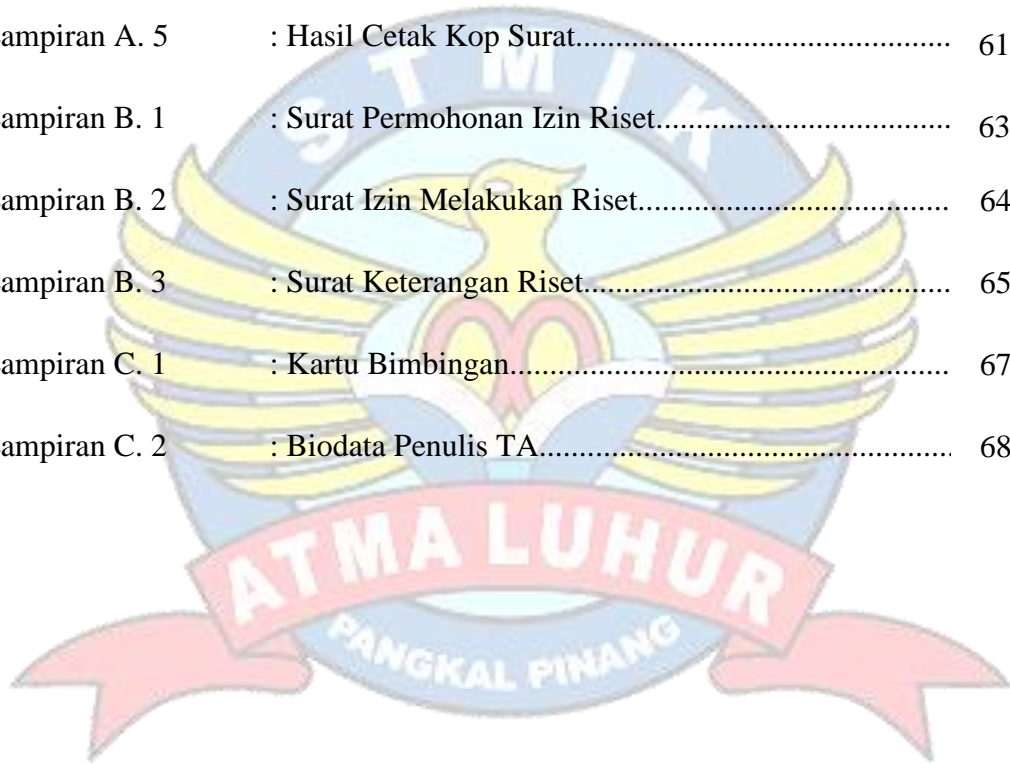 ampiran A. 5 : Hasil Cetak Kop Surat............................................... 61
ampiran B. 1 : Surat Permohonan Izin Riset..................................... 63
ampiran B. 2 : Surat Izin Melakukan Riset....................................... 64
ampiran B. 3 : Surat Keterangan Riset.............................................. 65
ampiran C. 1 : Kartu Bimbingan....................................................... 67
ampiran C. 2 : Biodata Penulis TA................................................... 68
STMIK
ATMA LUHUR
PANGKAL PINANG